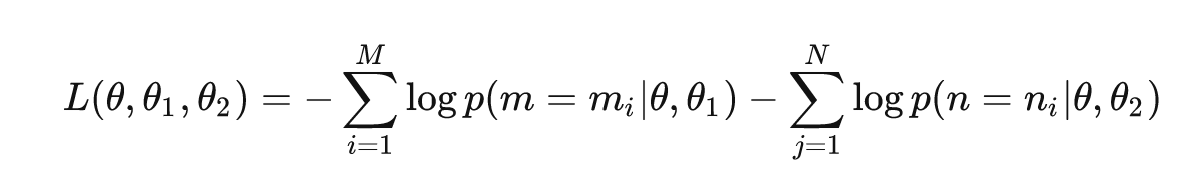 L(θ, θ₁, θ₂) = − ∑_{i=1}^{M} log p(m = mᵢ|θ, θ₁) − ∑_{j=1}^{N} log p(n = nᵢ|θ, θ₂)